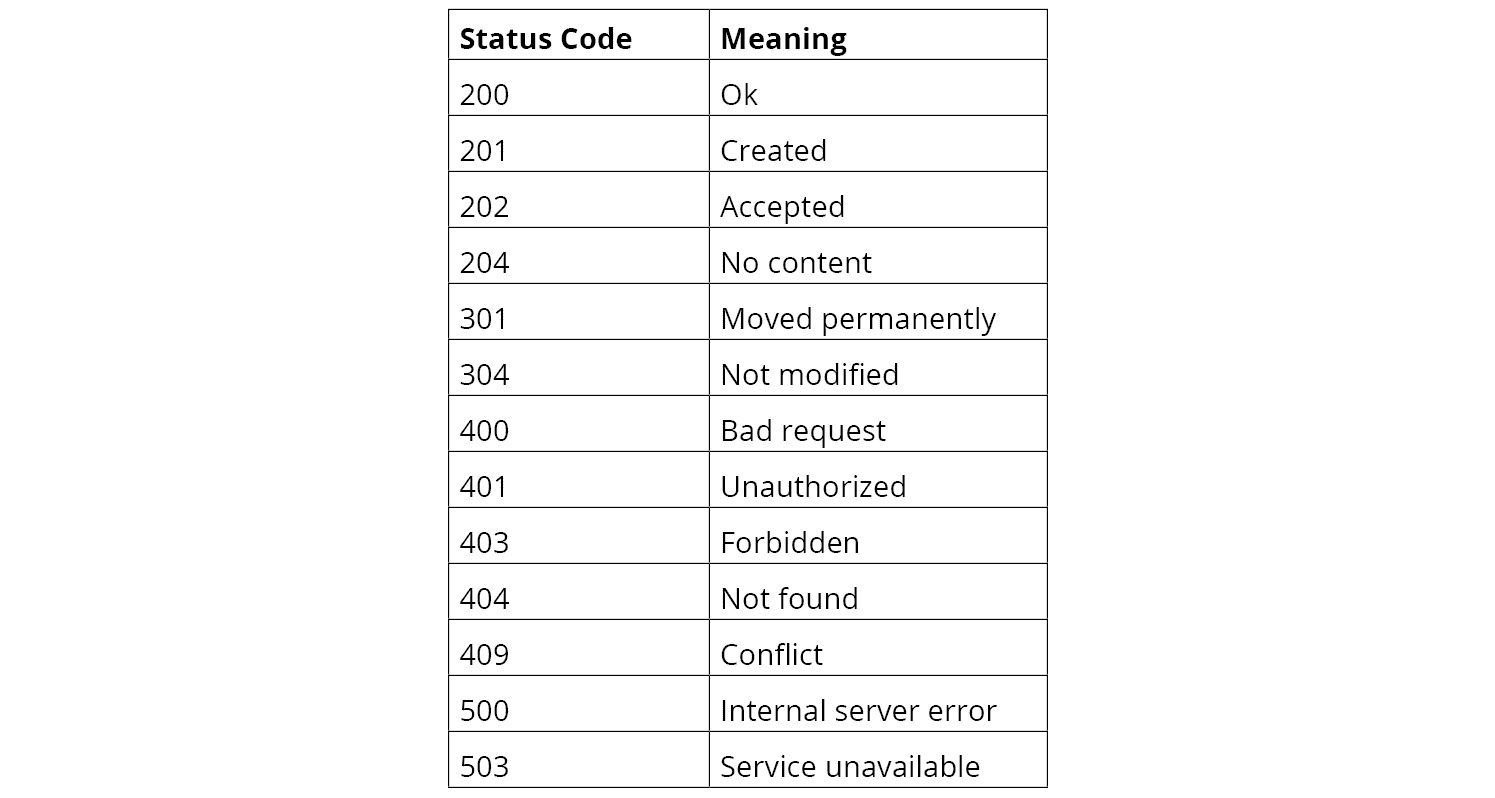 Status Code Meaning
200 Ok
201 Created
202 Accepted
204 No content
301 Moved permanently
304 Not modified
400 Bad request
401 Unauthorized
403 Forbidden
404 Not found
409 Conflict
500 Internal server error
503 Service unavailable